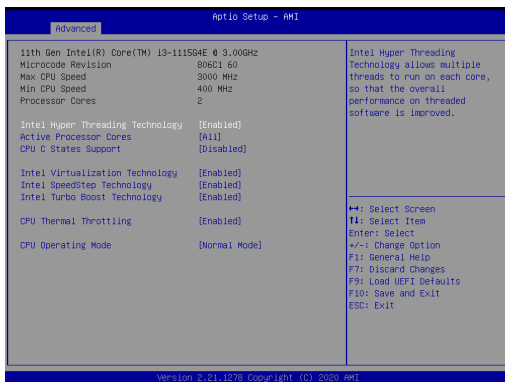 Aptio Setup - AMI
Advanced
11th Gen Intel(R) Core(TM) i3-1115G4E @ 3.00GHz
Microcode Revision 806C1 60
Max CPU Speed 3000 MHz
Min CPU Speed 400 MHz
Processor Cores 2
Intel Hyper Threading Technology [Enabled]
Active Processor Cores [All]
CPU C States Support [Disabled]
Intel Virtualization Technology [Enabled]
Intel SpeedStep Technology [Enabled]
Intel Turbo Boost Technology [Enabled]
CPU Thermal Throttling [Enabled]
CPU Operating Mode [Normal Mode]
Intel Hyper Threading
Technology allows multiple
threads to run on each core,
so that the overall
performance on threaded
software is improved.
↔: Select Screen
↑↓: Select Item
Enter: Select
+/-: Change Option
F1: General Help
F7: Discard Changes
F9: Load UEFI Defaults
F10: Save and Exit
ESC: Exit
Version 2.21.1278 Copyright (C) 2020 AMI